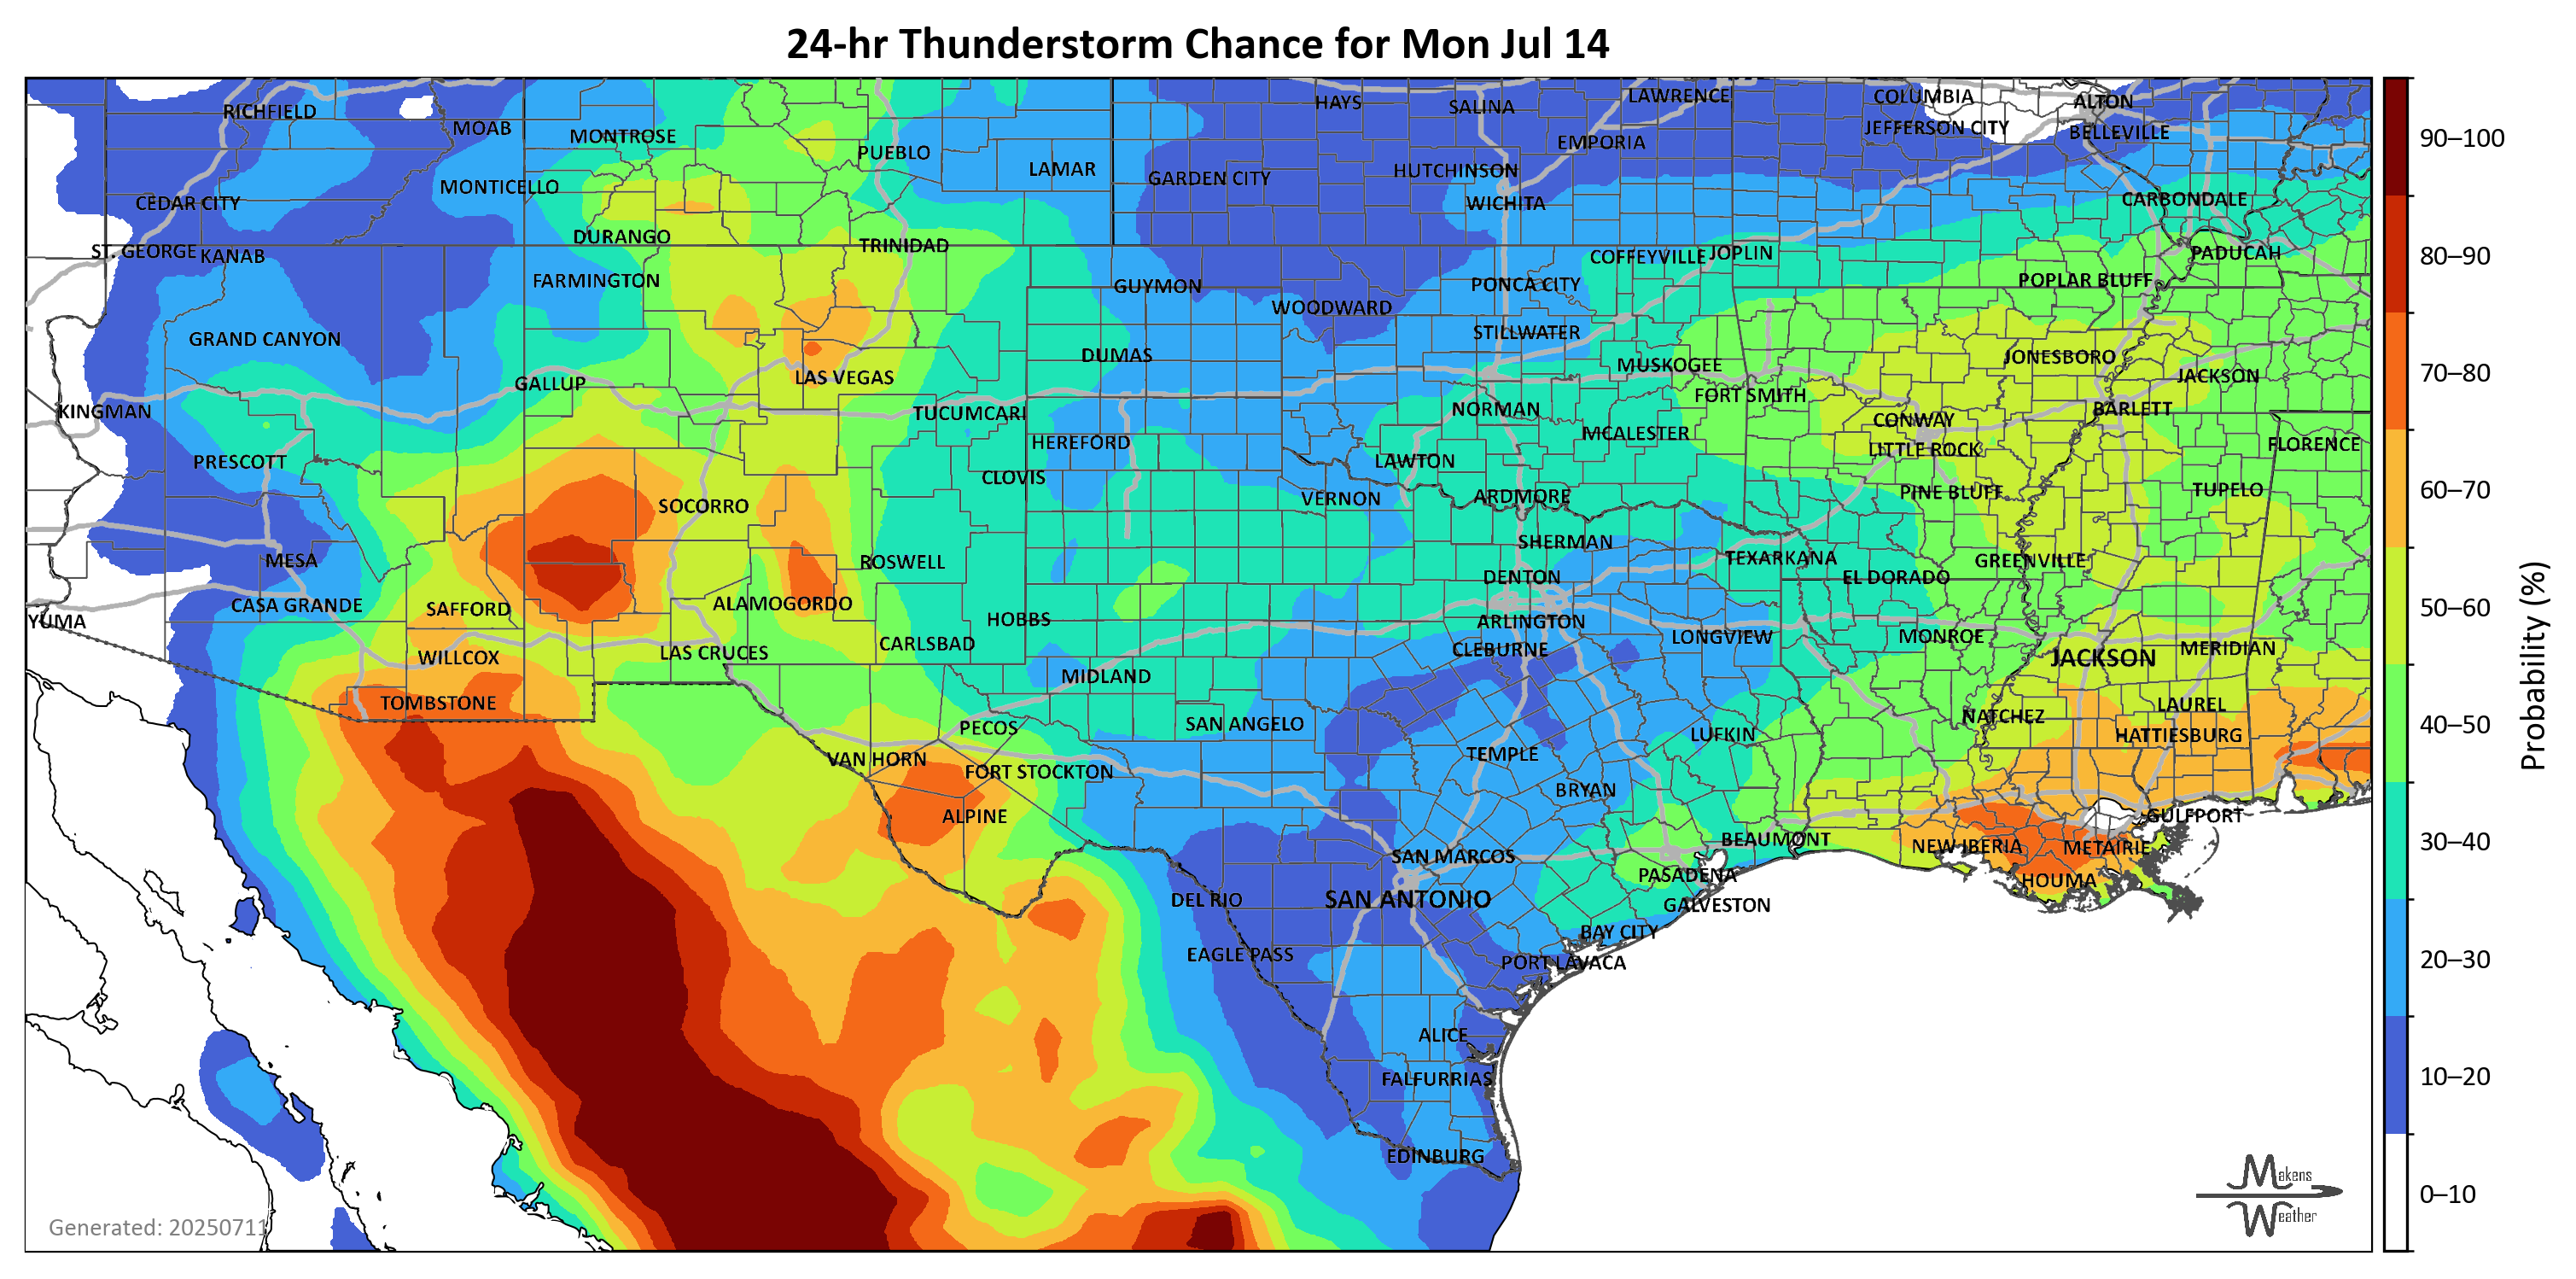 24-hr Thunderstorm Chance for Mon Jul 14
RICHFIELD
MOAB
MONTROSE
PUEBLO
LAMAR
HAYS
SALINA
LAWRENCE
COLUMBIA
ALTON
JEFFERSON CITY
BELLEVILLE
EMPORIA
HUTCHINSON
GARDEN CITY
WICHITA
CEDAR CITY
MONTICELLO
CARBONDALE
ST. GEORGE
KANAB
DURANGO
TRINIDAD
COFFEYVILLE
JOPLIN
PADUCAH
FARMINGTON
GUYMON
WOODWARD
PONCA CITY
POPLAR BLUFF
GRAND CANYON
LAS VEGAS
DUMAS
STILLWATER
MUSKOGEE
JONESBORO
JACKSON
KINGMAN
GALLUP
TUCUMCARI
NORMAN
FORT SMITH
CONWAY
BARLETT
PRESCOTT
HEREFORD
CLOVIS
LAWTON
MCALESTER
LITTLE ROCK
FLORENCE
SOCORRO
VERNON
ARDMORE
PINE BLUFF
TUPELO
MESA
ROSWELL
SHERMAN
TEXARKANA
GREENVILLE
CASA GRANDE
SAFFORD
ALAMOGORDO
DENTON
EL DORADO
YUMA
HOBBS
ARLINGTON
LONGVIEW
MONROE
WILLCOX
LAS CRUCES
CARLSBAD
CLEBURNE
JACKSON
MERIDIAN
TOMBSTONE
MIDLAND
PECOS
SAN ANGELO
LUFKIN
NATCHEZ
LAUREL
HATTIESBURG
VAN HORN
FORT STOCKTON
TEMPLE
BRYAN
ALPINE
SAN MARCOS
BEAUMONT
NEW IBERIA
METAIRIE
GULFPORT
DEL RIO
SAN ANTONIO
PASADENA
GALVESTON
HOUMA
EAGLE PASS
BAY CITY
PORT LAVACA
ALICE
FALFURRIAS
EDINBURG
Generated: 20250711
Makens
Weather
90–100
80–90
70–80
60–70
50–60
40–50
30–40
20–30
10–20
0–10
Probability (%)